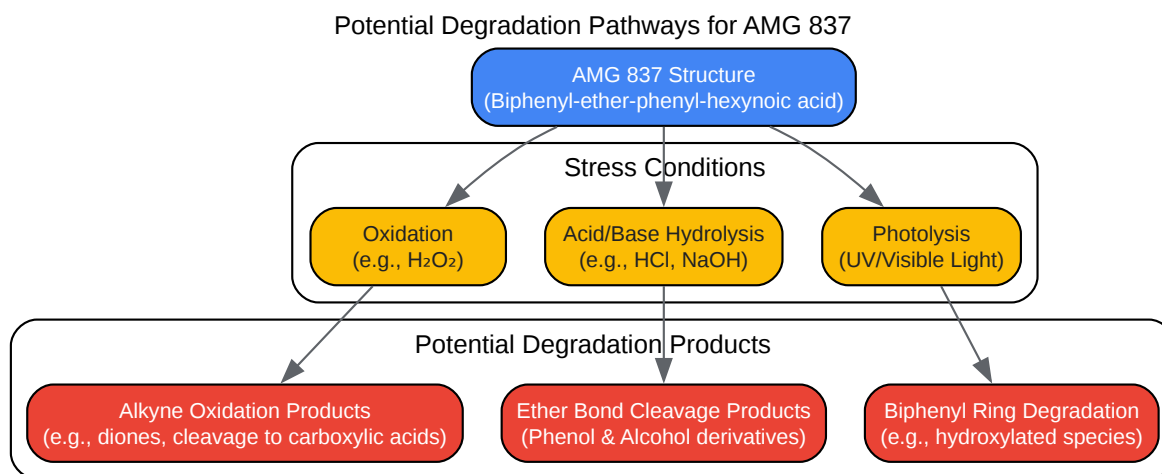 Potential Degradation Pathways for AMG 837
AMG 837 Structure
(Biphenyl-ether-phenyl-hexynoic acid)
Stress Conditions
Oxidation
(e.g., H₂O₂)
Acid/Base Hydrolysis
(e.g., HCl, NaOH)
Photolysis
(UV/Visible Light)
Potential Degradation Products
Alkyne Oxidation Products
(e.g., diones, cleavage to carboxylic acids)
Ether Bond Cleavage Products
(Phenol & Alcohol derivatives)
Biphenyl Ring Degradation
(e.g., hydroxylated species)